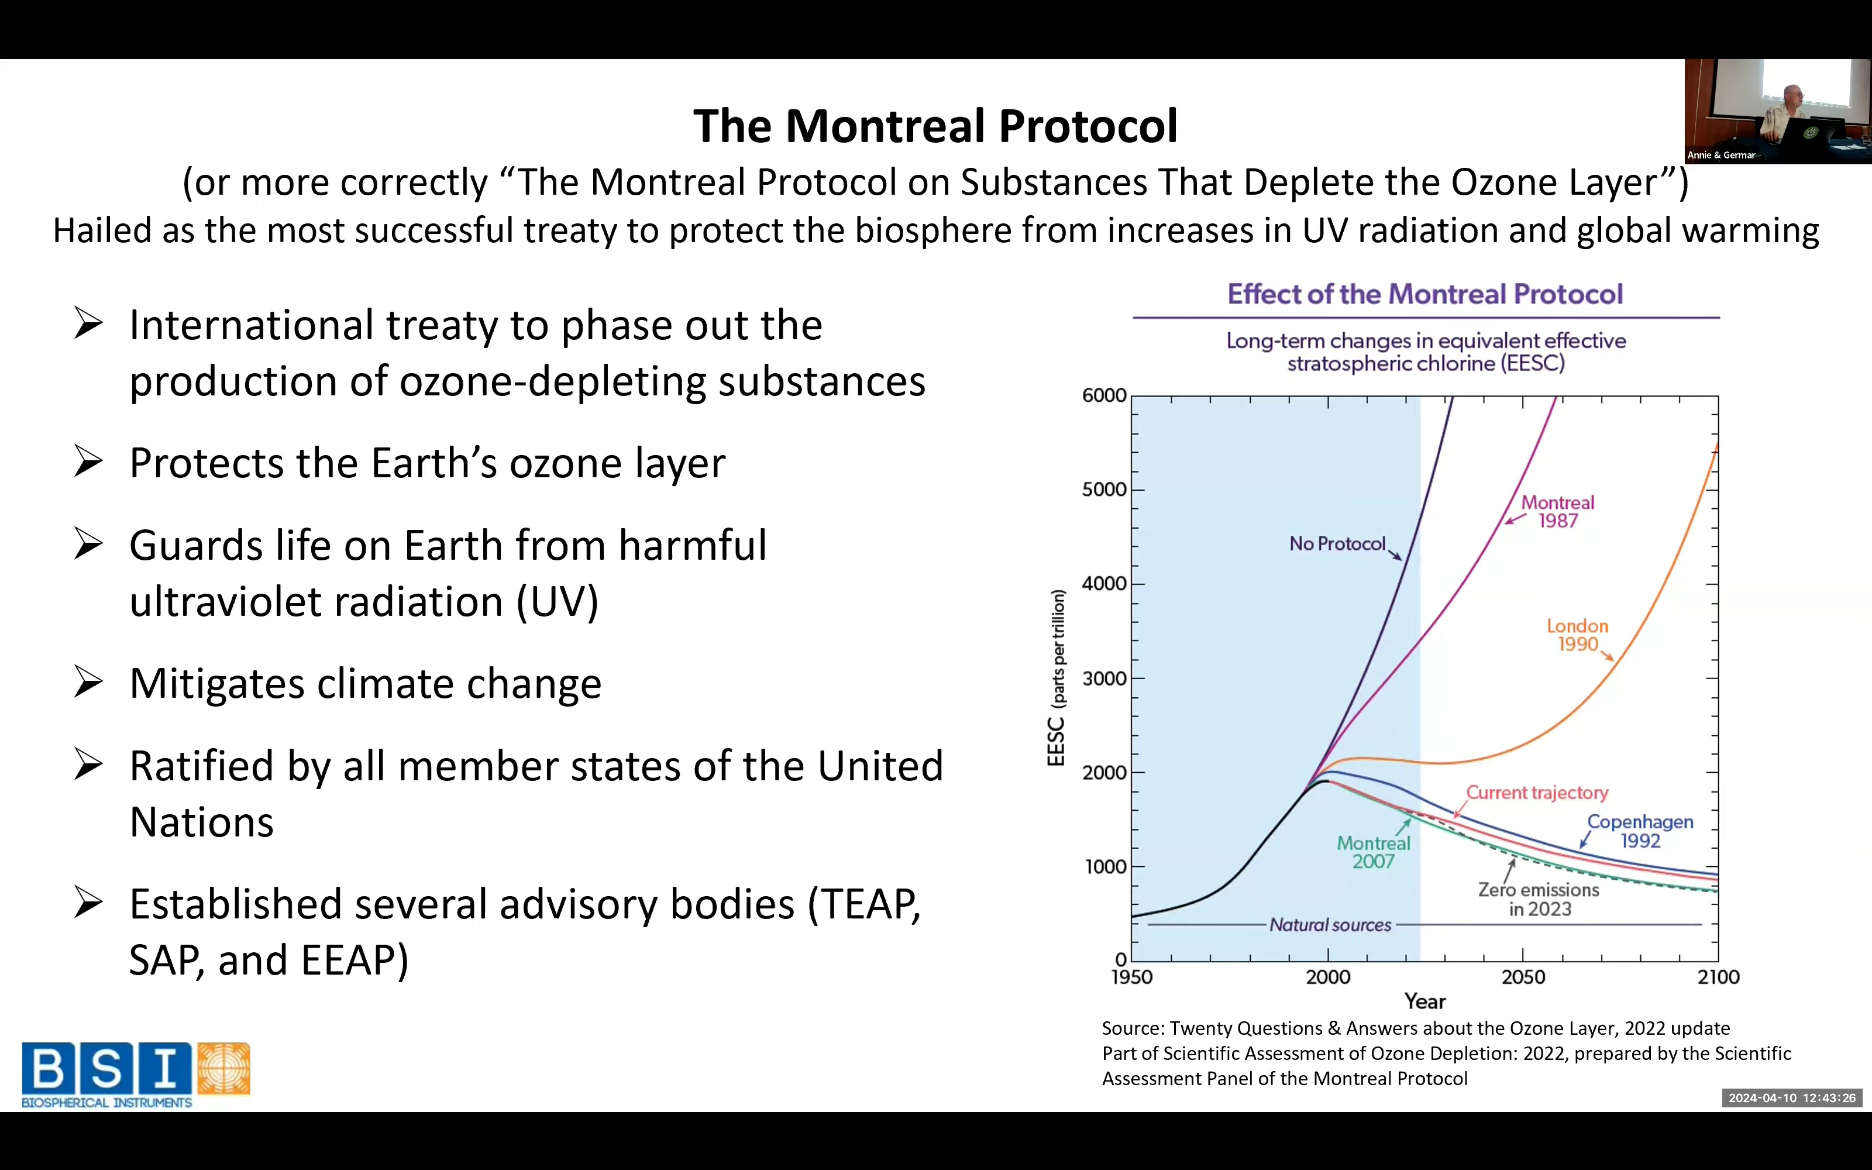 The Montreal Protocol
(or more correctly “The Montreal Protocol on Substances That Deplete the Ozone Layer”)
Hailed as the most successful treaty to protect the biosphere from increases in UV radiation and global warming
Annie & Germar
➢ International treaty to phase out the
production of ozone-depleting substances
➢ Protects the Earth’s ozone layer
➢ Guards life on Earth from harmful
ultraviolet radiation (UV)
➢ Mitigates climate change
➢ Ratified by all member states of the United
Nations
➢ Established several advisory bodies (TEAP,
SAP, and EEAP)
Effect of the Montreal Protocol
Long-term changes in equivalent effective
stratospheric chlorine (EESC)
6000
5000
4000
3000
2000
1000
0
EESC (parts per trillion)
No Protocol
Montreal
1987
London
1990
Current trajectory
Copenhagen
1992
Montreal
2007
Zero emissions
in 2023
Natural sources
1950 2000 2050 2100
Year
Source: Twenty Questions & Answers about the Ozone Layer, 2022 update
Part of Scientific Assessment of Ozone Depletion: 2022, prepared by the Scientific
Assessment Panel of the Montreal Protocol
BSI
BIOSPHERICAL INSTRUMENTS
2024-04-10 12:43:26